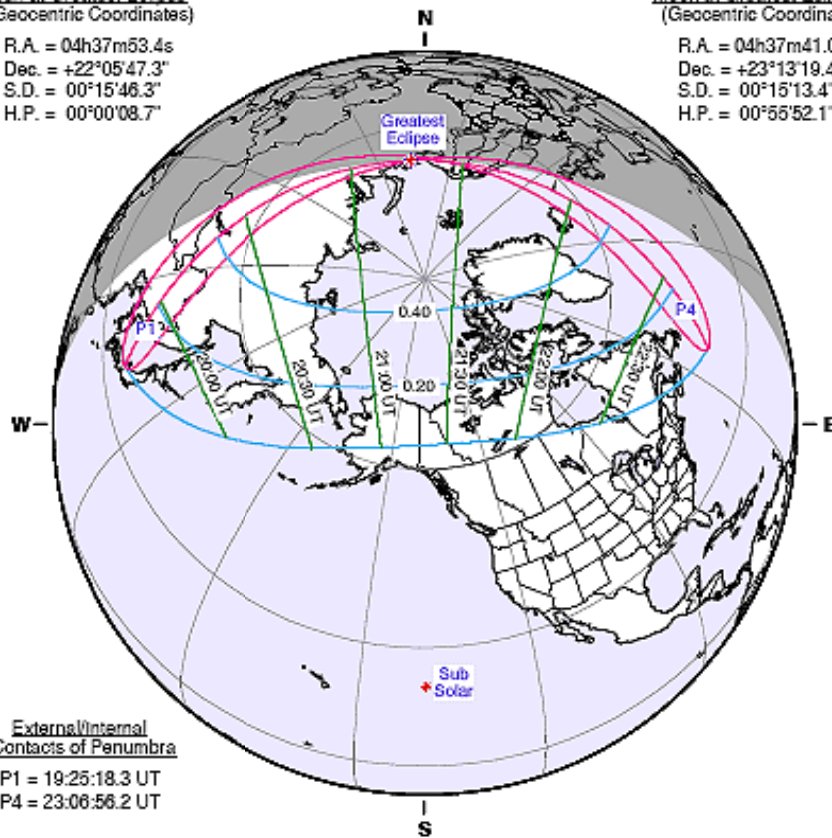 Geocentric Coordinates)
R.A. = 04h37m53.4s
Dec. = +22°05'47.3"
S.D. = 00°15'46.3"
H.P. = 00°00'08.7"
N
(Geocentric Coordina
R.A. = 04h37m41.0
Dec. = +23°13'19.4
S.D. = 00°15'13.4"
H.P. = 00°55'52.1"
Greatest
Eclipse
P1
P4
0.40
0.20
20:00 UT
20:30 UT
21:00 UT
21:30 UT
22:00 UT
22:30 UT
W
E
Sub
Solar
External/Internal
Contacts of Penumbra
P1 = 19:25:18.3 UT
P4 = 23:06:56.2 UT
S